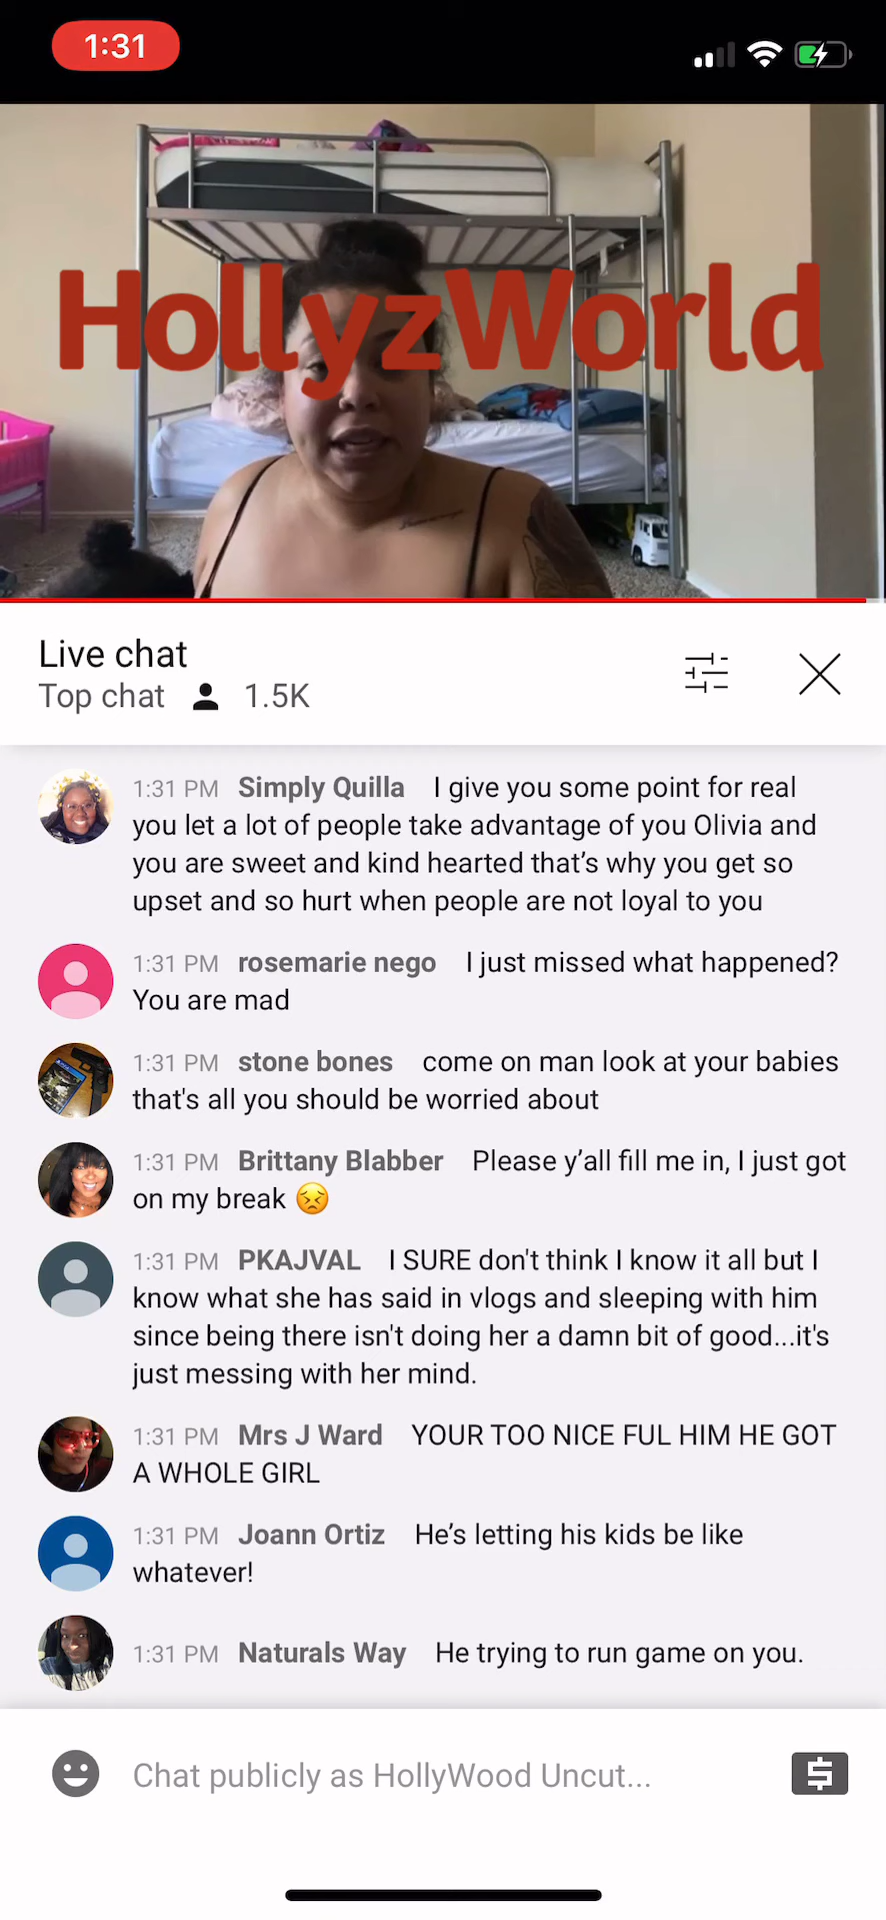 1:31
HollyzWorld
Live chat
Top chat 1.5K
1:31 PM Simply Quilla I give you some point for real
you let a lot of people take advantage of you Olivia and
you are sweet and kind hearted that’s why you get so
upset and so hurt when people are not loyal to you
1:31 PM rosemarie nego I just missed what happened?
You are mad
1:31 PM stone bones come on man look at your babies
that's all you should be worried about
1:31 PM Brittany Blabber Please y’all fill me in, I just got
on my break 😣
1:31 PM PKAJVAL I SURE don't think I know it all but I
know what she has said in vlogs and sleeping with him
since being there isn't doing her a damn bit of good...it's
just messing with her mind.
1:31 PM Mrs J Ward YOUR TOO NICE FUL HIM HE GOT
A WHOLE GIRL
1:31 PM Joann Ortiz He’s letting his kids be like
whatever!
1:31 PM Naturals Way He trying to run game on you.
Chat publicly as HollyWood Uncut...